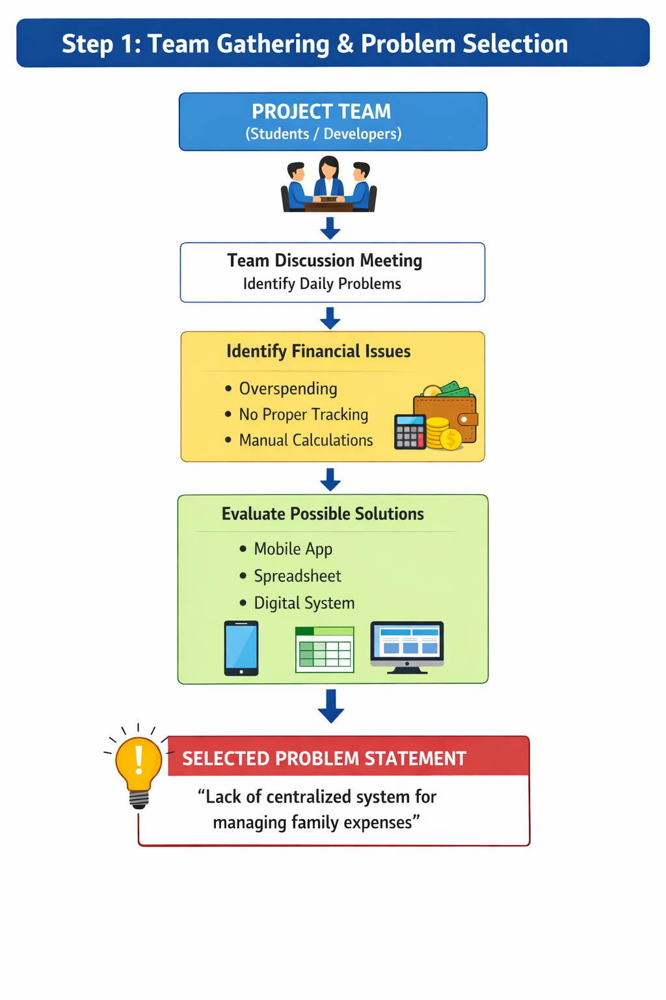 Step 1: Team Gathering & Problem Selection
PROJECT TEAM
(Students / Developers)
Team Discussion Meeting
Identify Daily Problems
Identify Financial Issues
• Overspending
• No Proper Tracking
• Manual Calculations
$
Evaluate Possible Solutions
• Mobile App
• Spreadsheet
• Digital System
!
SELECTED PROBLEM STATEMENT
“Lack of centralized system for
managing family expenses”